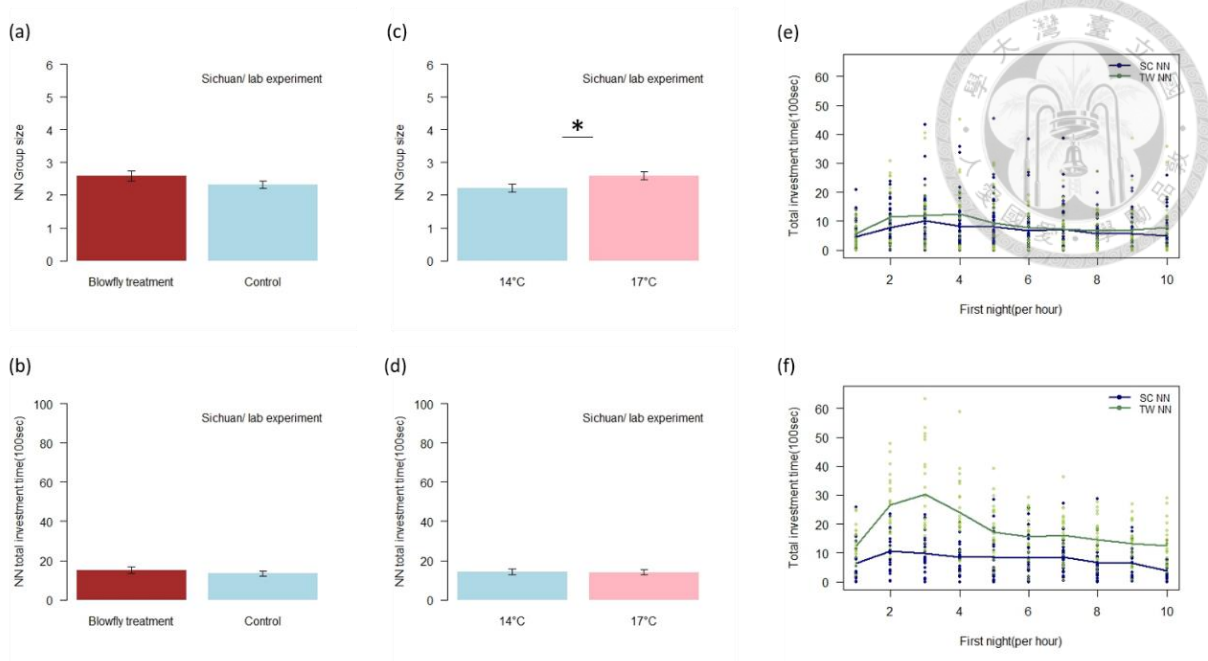 (a)
Sichuan/ lab experiment
NN Group size
6
5
4
3
2
1
0
Blowfly treatment
Control
(c)
Sichuan/ lab experiment
NN Group size
6
5
4
3
2
1
0
*
14°C
17°C
(e)
SC NN
TW NN
Total investment time(100sec)
60
50
40
30
20
10
0
2
4
6
8
10
First night(per hour)
(b)
Sichuan/ lab experiment
NN total investment time(100sec)
100
80
60
40
20
0
Blowfly treatment
Control
(d)
Sichuan/ lab experiment
NN total investment time(100sec)
100
80
60
40
20
0
14°C
17°C
(f)
SC NN
TW NN
Total investment time(100sec)
60
50
40
30
20
10
0
2
4
6
8
10
First night(per hour)
大灣臺立國